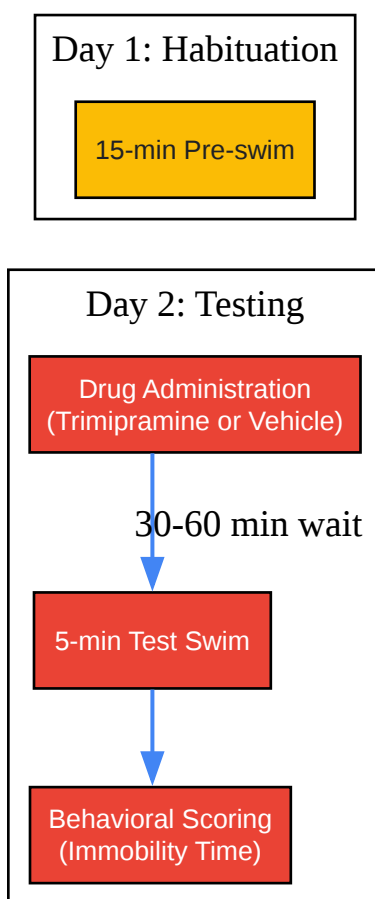 Day 1: Habituation
15-min Pre-swim
Day 2: Testing
Drug Administration
(Trimipramine or Vehicle)
30-60 min wait
5-min Test Swim
Behavioral Scoring
(Immobility Time)